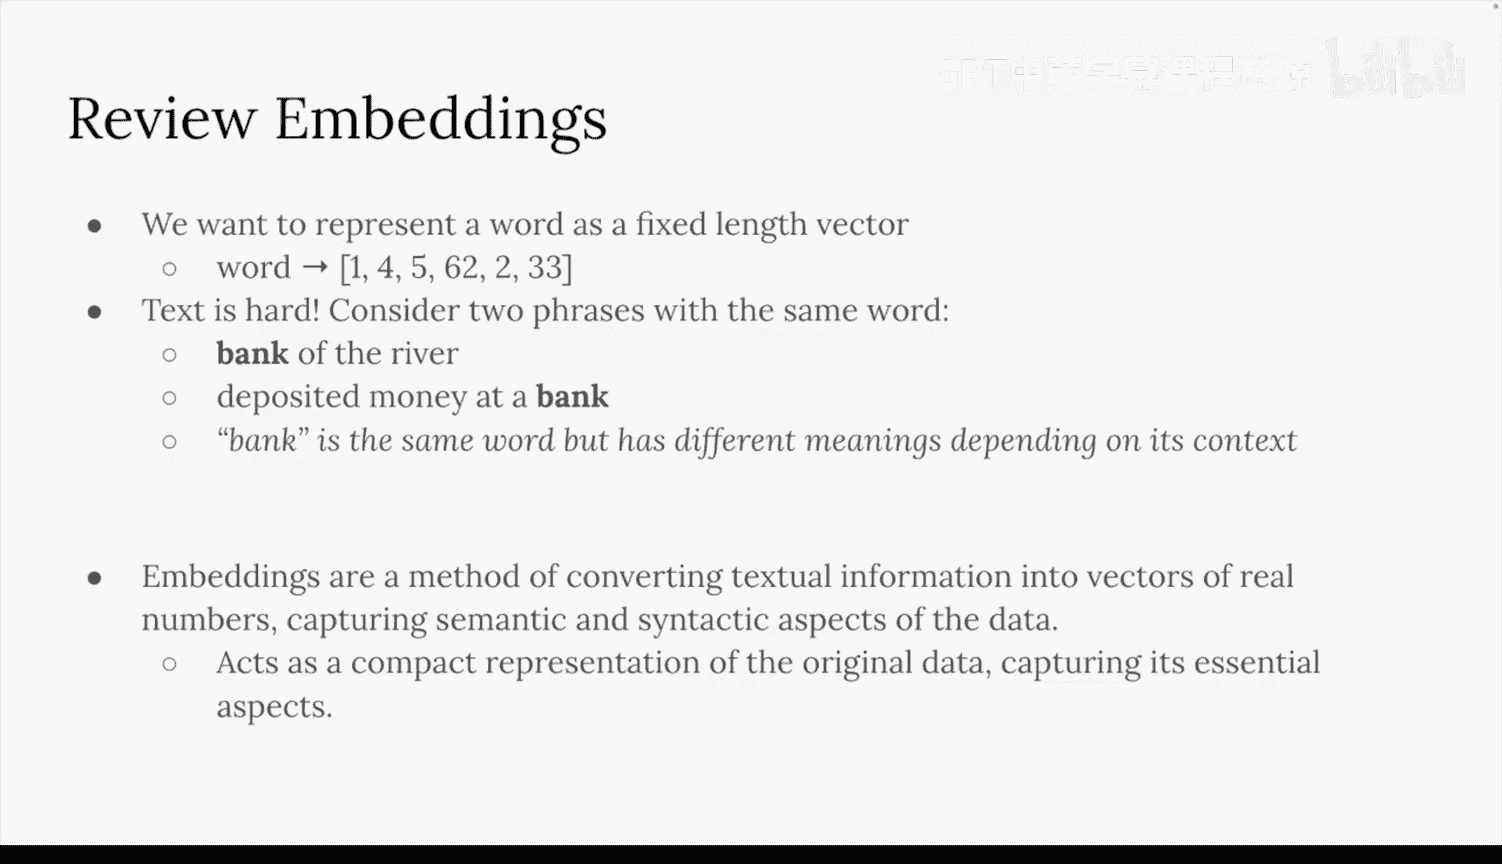 Review Embeddings
● We want to represent a word as a fixed length vector
○ word → [1, 4, 5, 62, 2, 33]
● Text is hard! Consider two phrases with the same word:
○ bank of the river
○ deposited money at a bank
○ “bank” is the same word but has different meanings depending on its context
● Embeddings are a method of converting textual information into vectors of real
numbers, capturing semantic and syntactic aspects of the data.
○ Acts as a compact representation of the original data, capturing its essential
aspects.